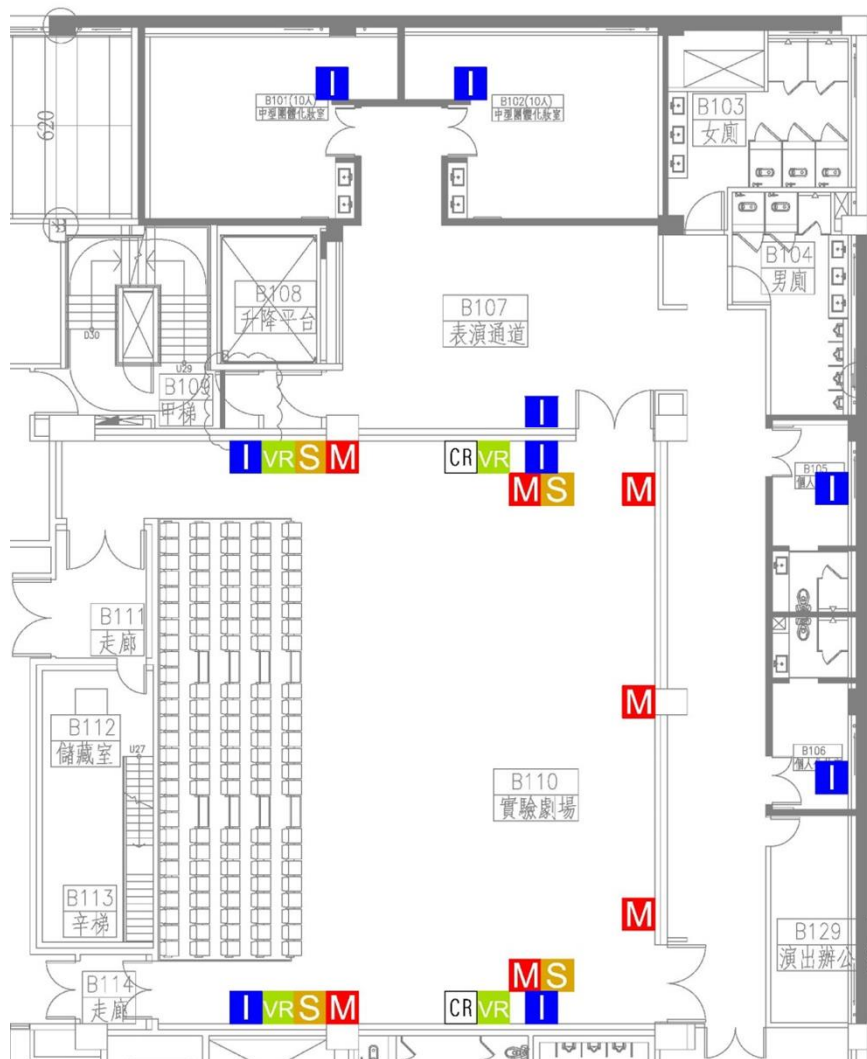 620
I
I
B101(10人)
中型團體化妝室
B102(10人)
中型團體化妝室
B103
女廁
B104
男廁
B108
升降平台
B107
表演通道
D30
U29
B109
甲梯
I
I VR S M
CR VR I
M S
M
B105
I
B111
走廊
M
B112
儲藏室
U27
B106
I
B110
實驗劇場
B113
辛梯
M
B129
演出辦公
M S
B114
走廊
I VR S M
CR VR I